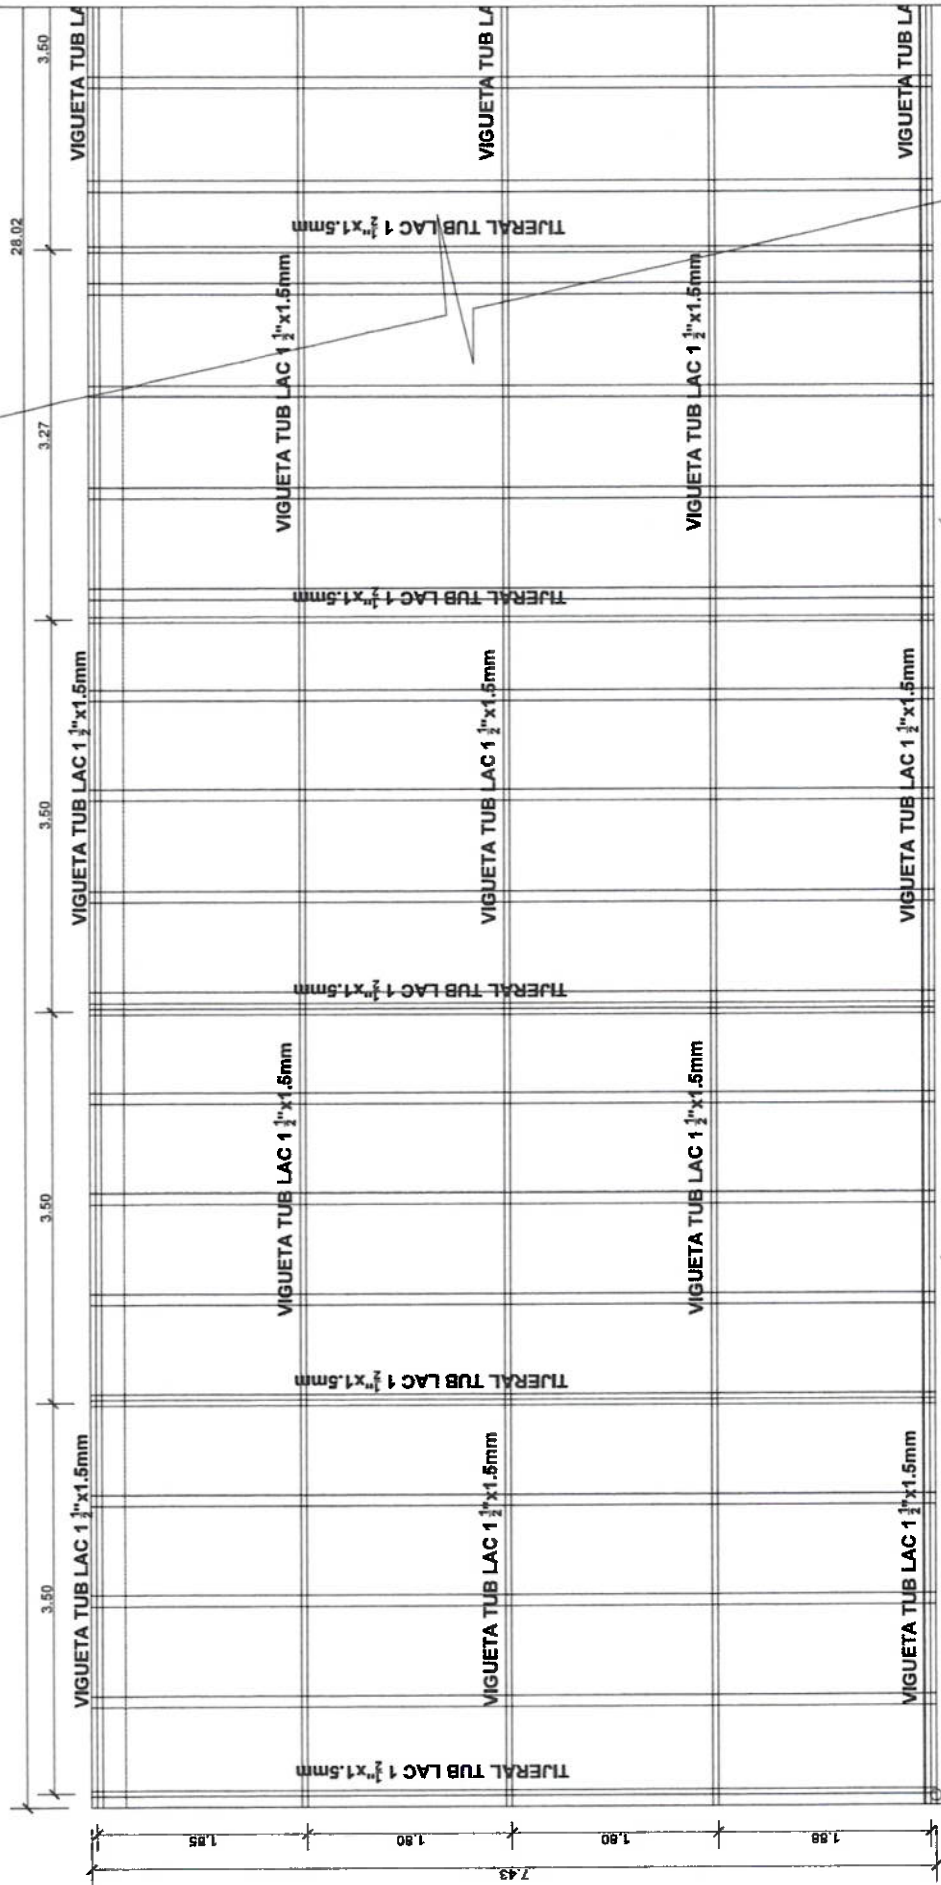 28.02
3.50
3.27
3.50
3.50
3.50
VIGUETA TUB LA
VIGUETA TUB LA
VIGUETA TUB LA
TIJERAL TUB LAC 1 1/2"x1.5mm
VIGUETA TUB LAC 1 1/2"x1.5mm
VIGUETA TUB LAC 1 1/2"x1.5mm
TIJERAL TUB LAC 1 1/2"x1.5mm
VIGUETA TUB LAC 1 1/2"x1.5mm
VIGUETA TUB LAC 1 1/2"x1.5mm
VIGUETA TUB LAC 1 1/2"x1.5mm
TIJERAL TUB LAC 1 1/2"x1.5mm
VIGUETA TUB LAC 1 1/2"x1.5mm
VIGUETA TUB LAC 1 1/2"x1.5mm
TIJERAL TUB LAC 1 1/2"x1.5mm
VIGUETA TUB LAC 1 1/2"x1.5mm
VIGUETA TUB LAC 1 1/2"x1.5mm
VIGUETA TUB LAC 1 1/2"x1.5mm
TIJERAL TUB LAC 1 1/2"x1.5mm
1.85
1.80
1.80
1.88
7.43